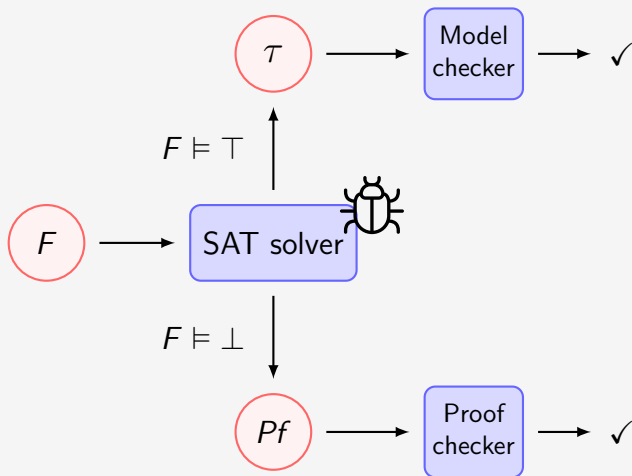 τ
Model
checker
✓
F ⊨ ⊤
F
SAT solver
F ⊨ ⊥
Pf
Proof
checker
✓